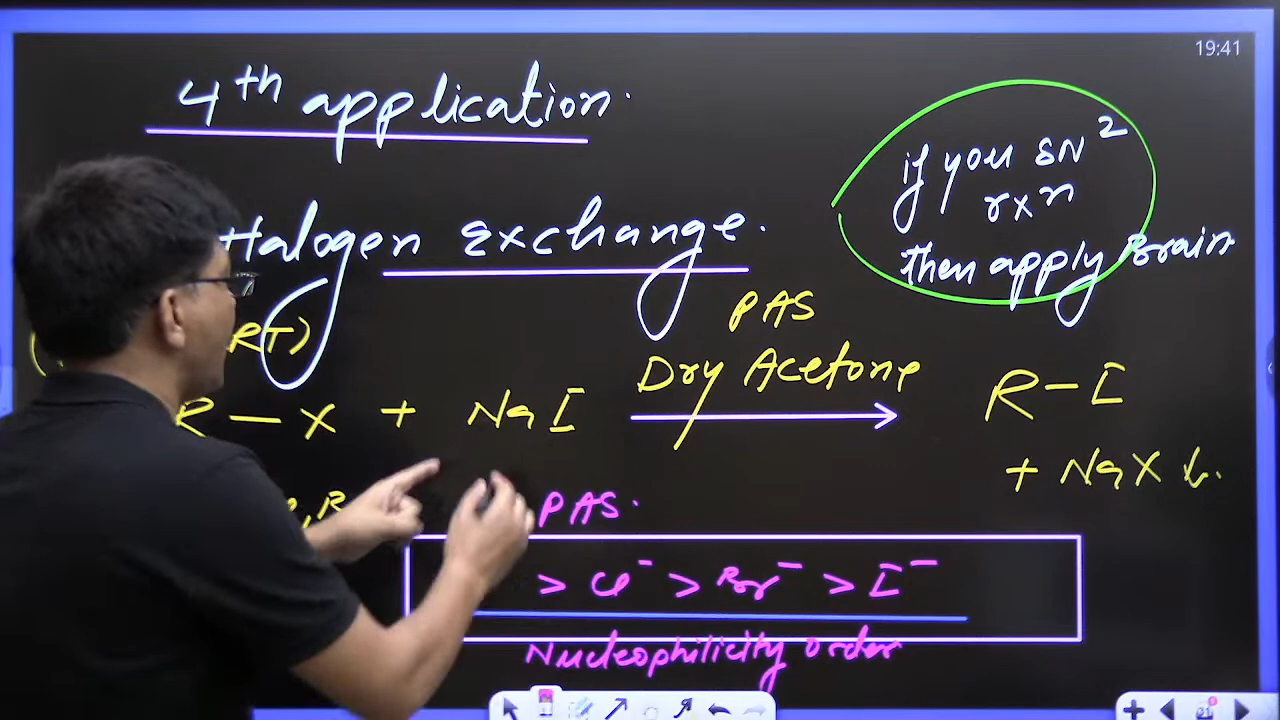 19:41
4th application.
Halogen Exchange.
if you SN2
rxn
then apply Brain
RT)
PAS
Dry Acetone
R - X + NaI
R - I
+ NaX ↓.
PAS.
> Cl⁻ > Br⁻ > I⁻
Nucleophilicity order